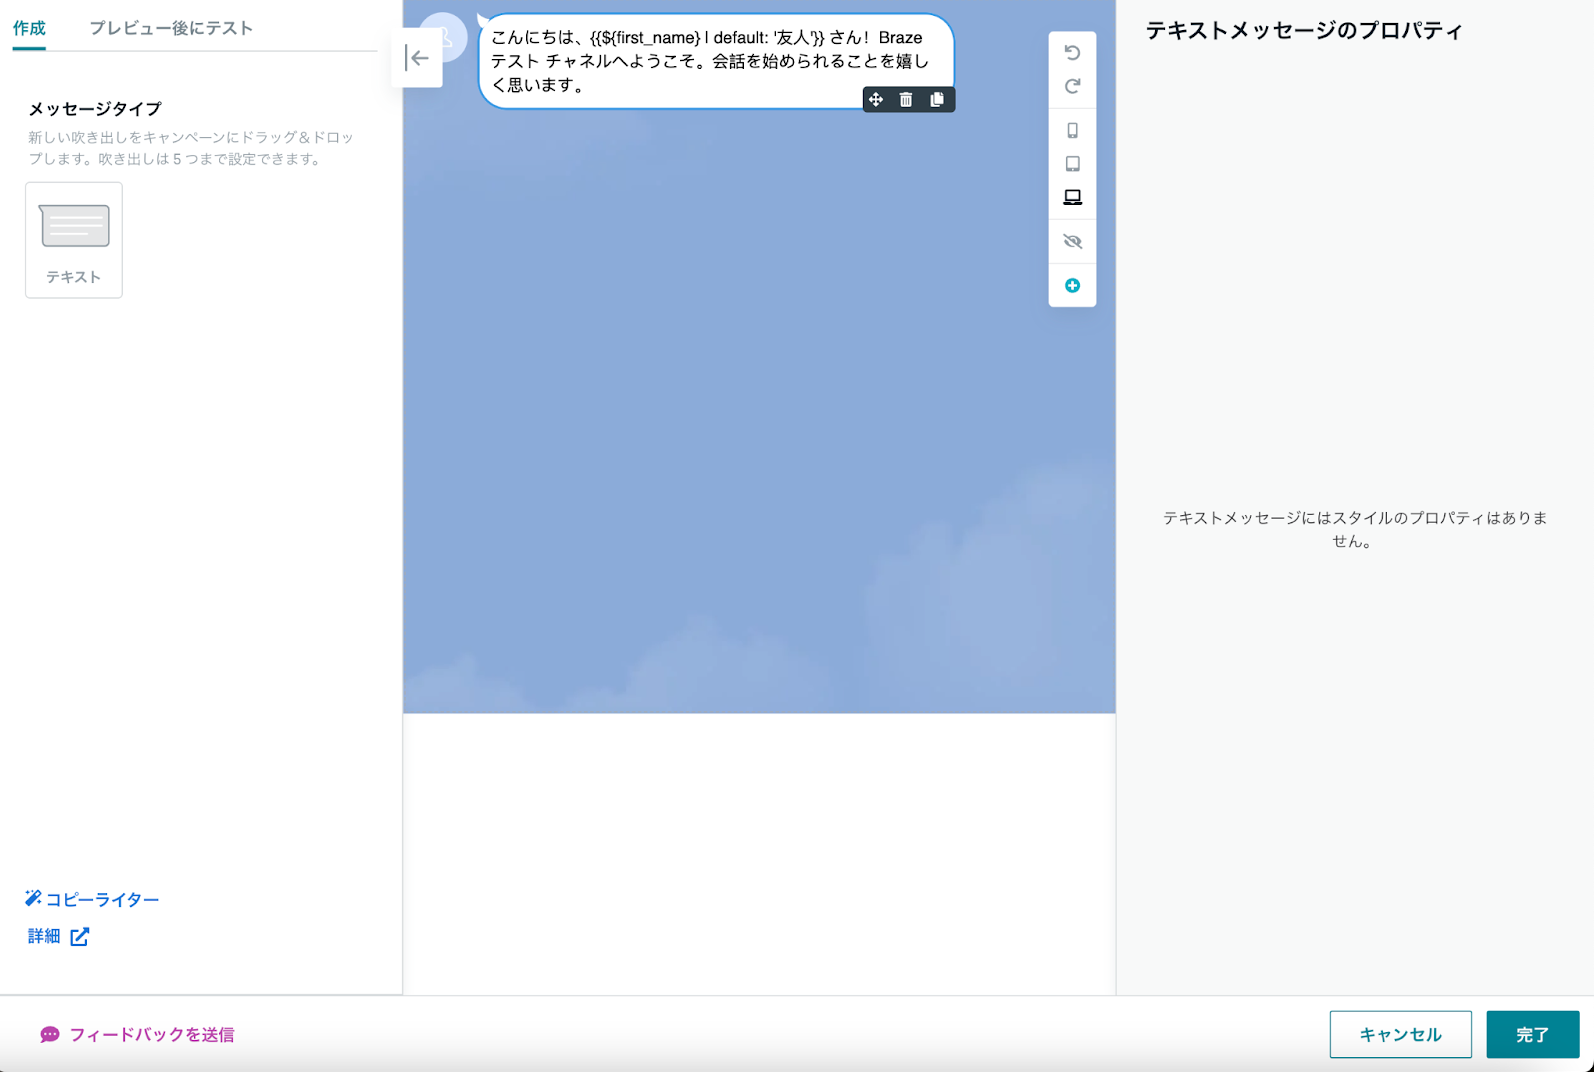 作成
プレビュー後にテスト
メッセージタイプ
新しい吹き出しをキャンペーンにドラッグ＆ドロッ
プします。吹き出しは 5 つまで設定できます。
テキスト
コピーライター
詳細
こんにちは、{{${first_name} | default: '友人'}} さん！Braze
テスト チャネルへようこそ。会話を始められることを嬉し
く思います。
テキストメッセージのプロパティ
テキストメッセージにはスタイルのプロパティはありま
せん。
フィードバックを送信
キャンセル
完了